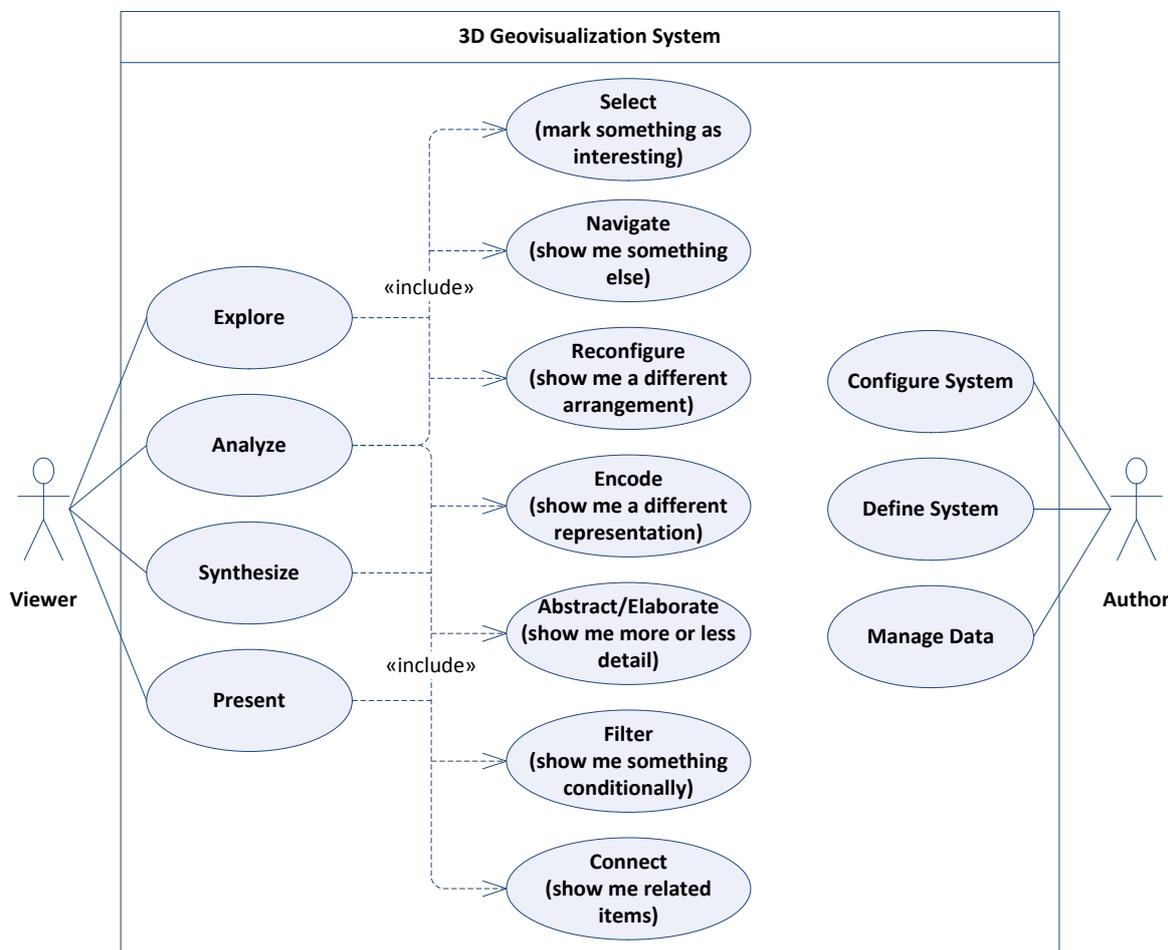 3D Geovisualization System
Select
(mark something as
interesting)
Navigate
(show me something
else)
«include»
Explore
Reconfigure
(show me a different
arrangement)
Configure System
Analyze
Encode
(show me a different
representation)
Define System
Synthesize
Viewer
Author
Abstract/Elaborate
(show me more or less
detail)
Manage Data
«include»
Present
Filter
(show me something
conditionally)
Connect
(show me related
items)